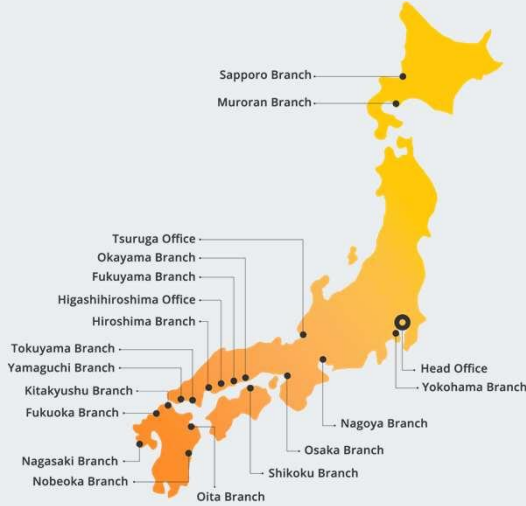 Sapporo Branch
Muroran Branch
Tsuruga Office
Okayama Branch
Fukuyama Branch
Higashihiroshima Office
Hiroshima Branch
Tokuyama Branch
Yamaguchi Branch
Kitakyushu Branch
Fukuoka Branch
Nagasaki Branch
Nobeoka Branch
Oita Branch
Shikoku Branch
Osaka Branch
Nagoya Branch
Head Office
Yokohama Branch